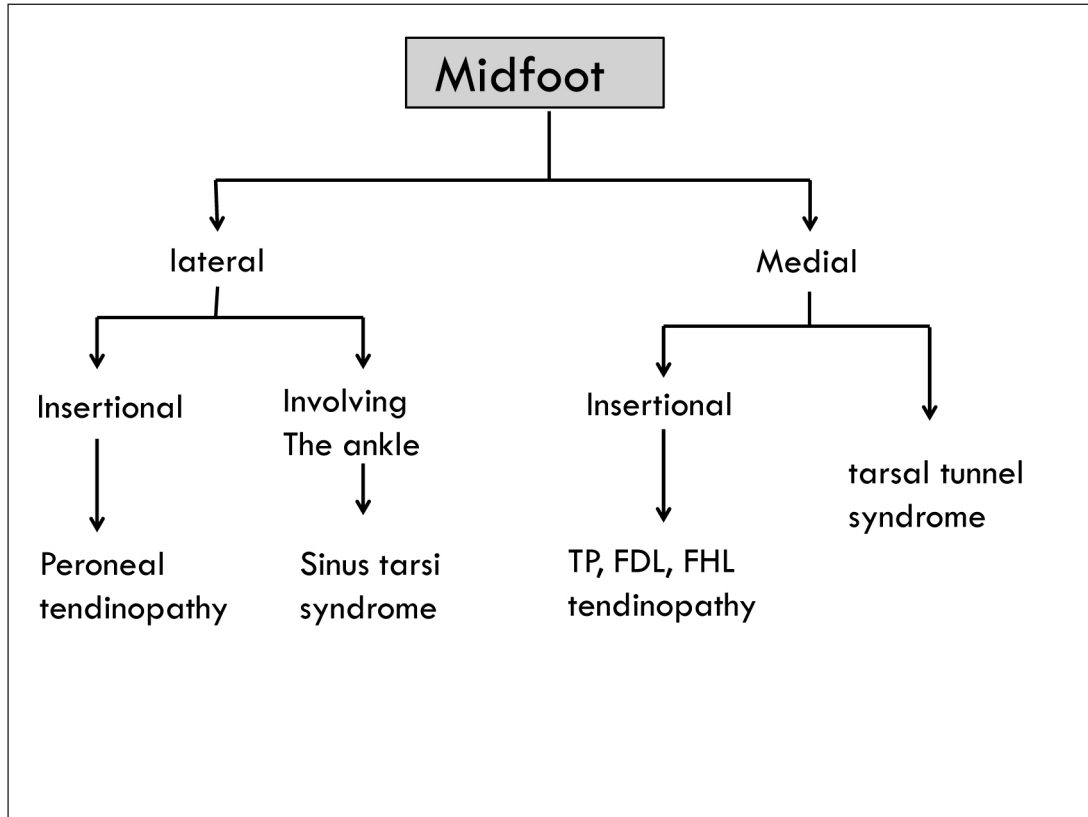 Midfoot
lateral
Medial
Insertional
Involving
The ankle
Insertional
tarsal tunnel
syndrome
Peroneal
tendinopathy
Sinus tarsi
syndrome
TP, FDL, FHL
tendinopathy